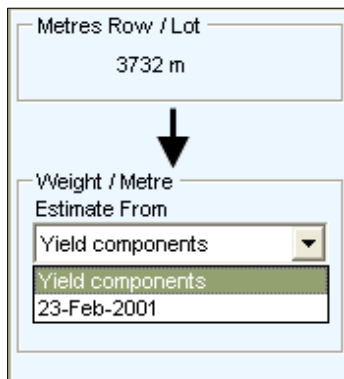 Metres Row / Lot
3732 m
Weight / Metre
Estimate From
Yield components
Yield components
23-Feb-2001